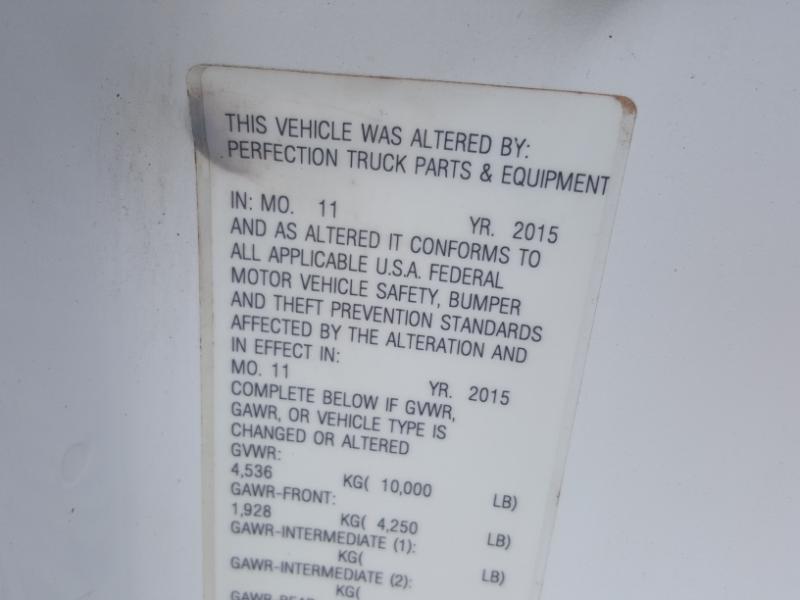 THIS VEHICLE WAS ALTERED BY:
PERFECTION TRUCK PARTS & EQUIPMENT
IN: MO. 11 YR. 2015
AND AS ALTERED IT CONFORMS TO
ALL APPLICABLE U.S.A. FEDERAL
MOTOR VEHICLE SAFETY, BUMPER
AND THEFT PREVENTION STANDARDS
AFFECTED BY THE ALTERATION AND
IN EFFECT IN:
MO. 11 YR. 2015
COMPLETE BELOW IF GVWR,
GAWR, OR VEHICLE TYPE IS
CHANGED OR ALTERED
GVWR:
4,536 KG( 10,000 LB)
GAWR-FRONT:
1,928 KG( 4,250 LB)
GAWR-INTERMEDIATE (1):
KG( LB)
GAWR-INTERMEDIATE (2):
KG(